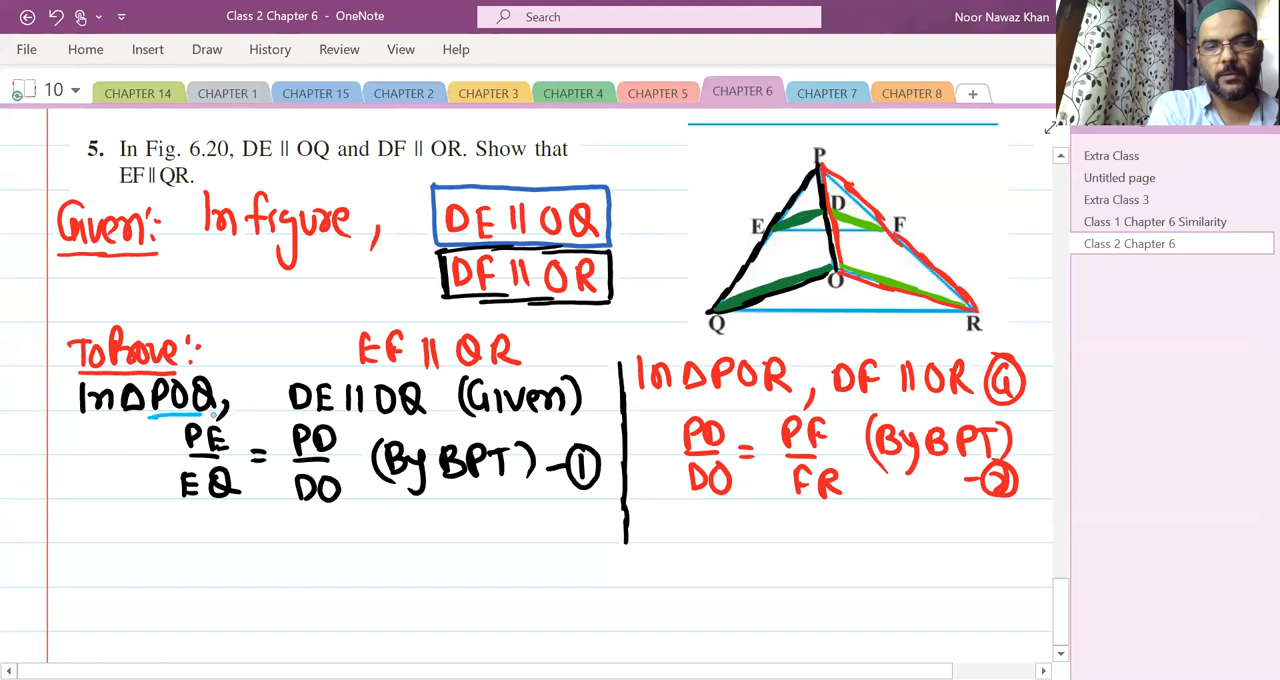 Class 2 Chapter 6 - OneNote
Search
Noor Nawaz Khan
File Home Insert Draw History Review View Help
10
CHAPTER 14 CHAPTER 1 CHAPTER 15 CHAPTER 2 CHAPTER 3 CHAPTER 4 CHAPTER 5 CHAPTER 6 CHAPTER 7 CHAPTER 8 +
Extra Class
Untitled page
Extra Class 3
Class 1 Chapter 6 Similarity
Class 2 Chapter 6
5. In Fig. 6.20, DE || OQ and DF || OR. Show that
EF || QR.
Given:- In figure, DE || OQ
DF || OR
P
D
E
F
O
Q
R
To Prove:- EF || QR
In Δ POQ, DE || OQ (Given)
PE/EQ = PD/DO (By BPT) -①
In Δ POR, DF || OR G
PD/DO = PF/FR (By BPT)
-②